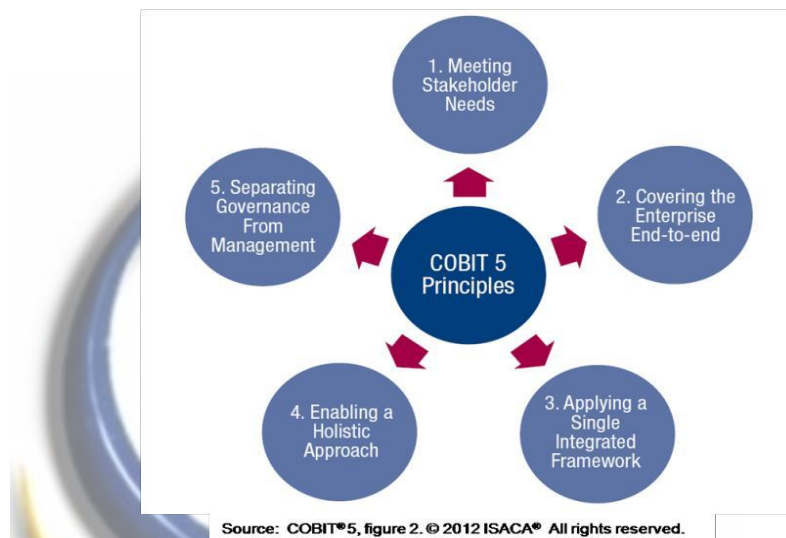 1. Meeting
Stakeholder
Needs
2. Covering the
Enterprise
End-to-end
3. Applying a
Single
Integrated
Framework
4. Enabling a
Holistic
Approach
5. Separating
Governance
From
Management
COBIT 5
Principles
Source: COBIT® 5, figure 2. © 2012 ISACA® All rights reserved.